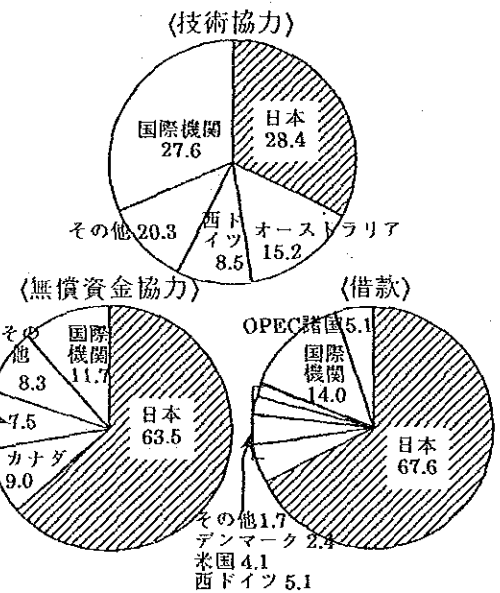 〈技術協力〉
国際機関
27.6
日本
28.4
その他 20.3
西ド
イツ
8.5
オーストラリア
15.2
〈無償資金協力〉
その
他
8.3
国際
機関
11.7
7.5
カナダ
9.0
日本
63.5
〈借款〉
OPEC諸国5.1
国際
機関
14.0
日本
67.6
その他1.7
デンマーク 2.4
米国 4.1
西ドイツ 5.1